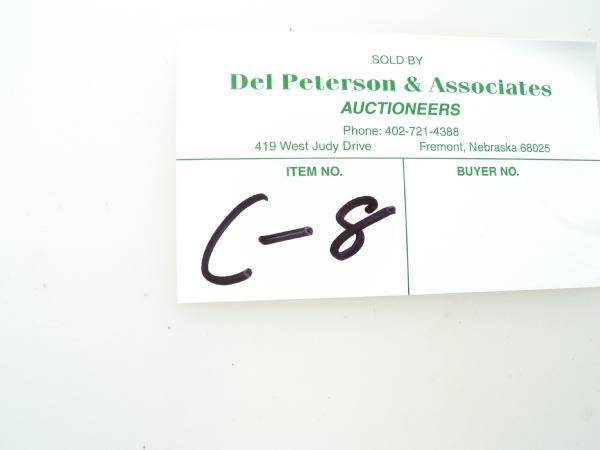 SOLD BY
Del Peterson & Associates
AUCTIONEERS
Phone: 402-721-4388
419 West Judy Drive Fremont, Nebraska 68025
ITEM NO. BUYER NO.
C-8